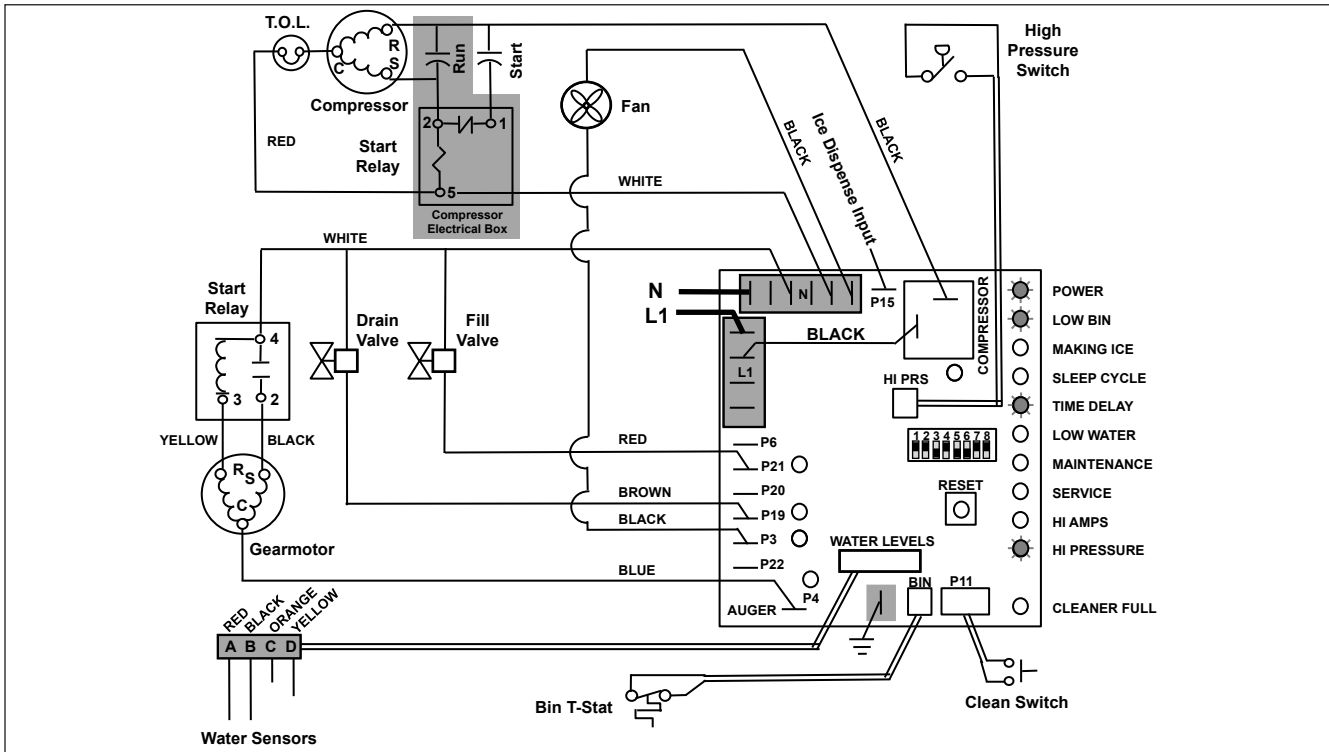 T.O.L.
R
S
C
Compressor
Run
Start
2
1
5
Start
Relay
Compressor
Electrical Box
RED
WHITE
Fan
BLACK
Ice Dispense Input
BLACK
High
Pressure
Switch
WHITE
Start
Relay
4
3
2
YELLOW
BLACK
R
S
C
Gearmotor
Drain
Valve
Fill
Valve
N
L1
N
L1
P15
BLACK
COMPRESSOR
HI PRS
1 2 3 4 5 6 7 8
RESET
RED
BROWN
BLACK
BLUE
P6
P21
P20
P19
P3
P22
P4
AUGER
WATER LEVELS
BIN
P11
POWER
LOW BIN
MAKING ICE
SLEEP CYCLE
TIME DELAY
LOW WATER
MAINTENANCE
SERVICE
HI AMPS
HI PRESSURE
CLEANER FULL
RED
BLACK
ORANGE
YELLOW
A B C D
Water Sensors
Bin T-Stat
Clean Switch